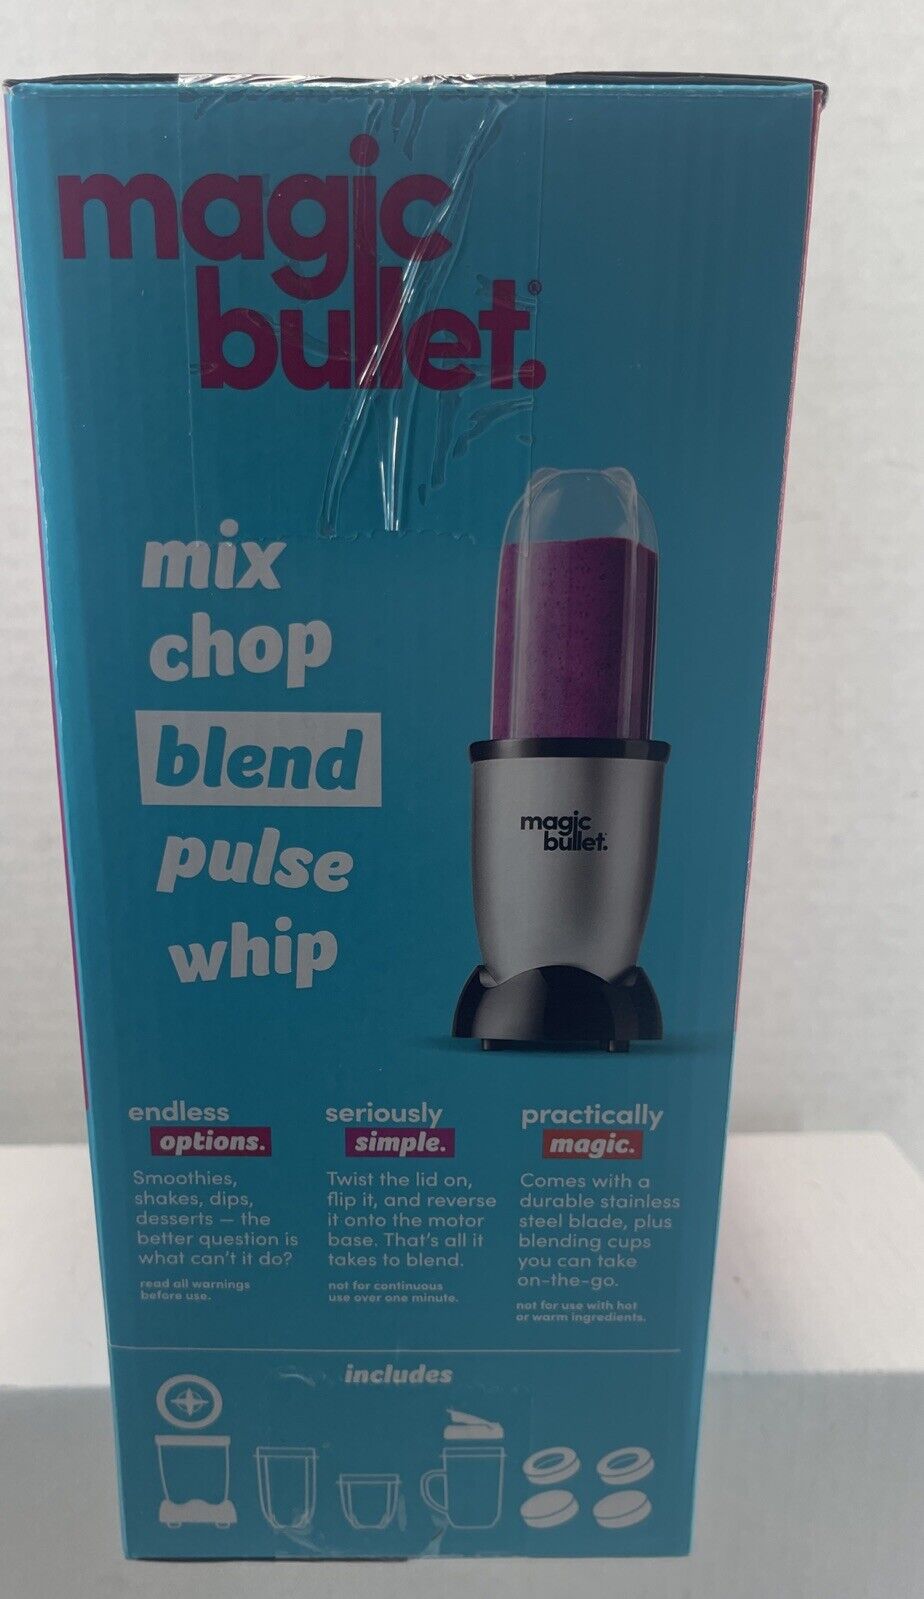 magic
bullet.®
mix
chop
blend
pulse
whip
magic
bullet.
endless
options.
Smoothies,
shakes, dips,
desserts — the
better question is
what can't it do?
read all warnings
before use.
seriously
simple.
Twist the lid on,
flip it, and reverse
it onto the motor
base. That's all it
takes to blend.
not for continuous
use over one minute.
practically
magic.
Comes with a
durable stainless
steel blade, plus
blending cups
you can take
on-the-go.
not for use with hot
or warm ingredients.
includes